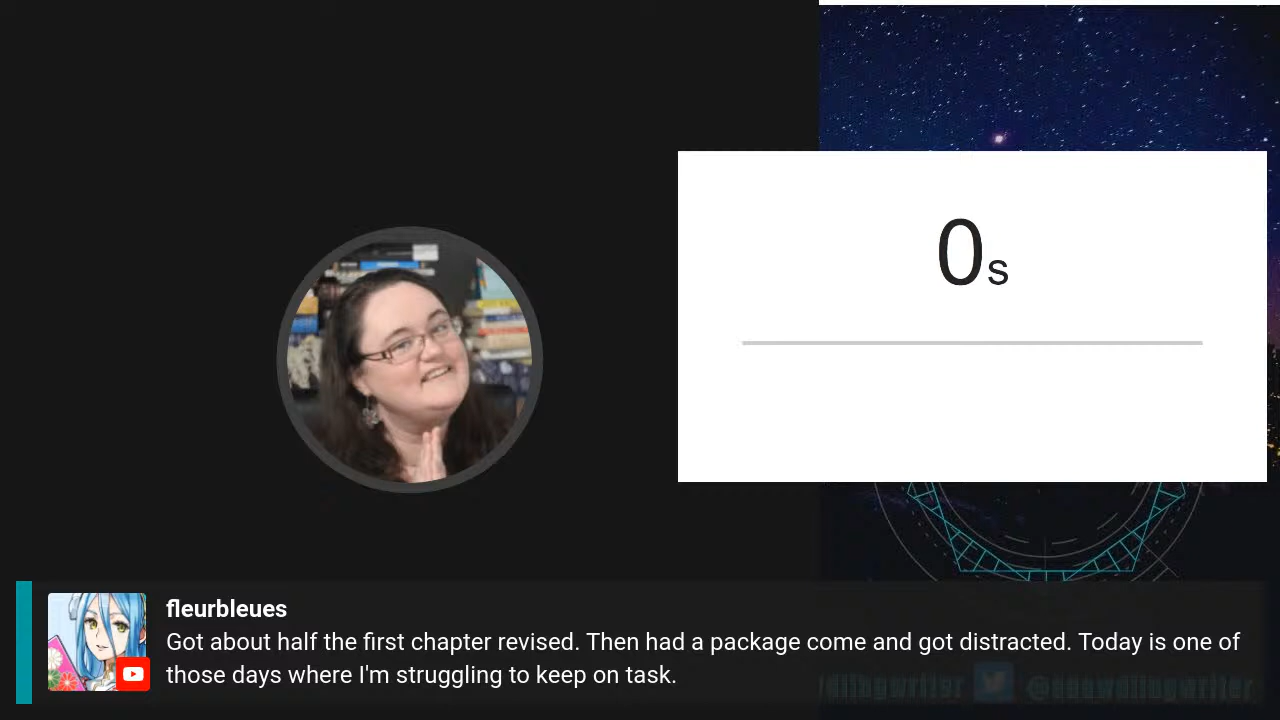 0s
fleurbleues
Got about half the first chapter revised. Then had a package come and got distracted. Today is one of
those days where I'm struggling to keep on task.